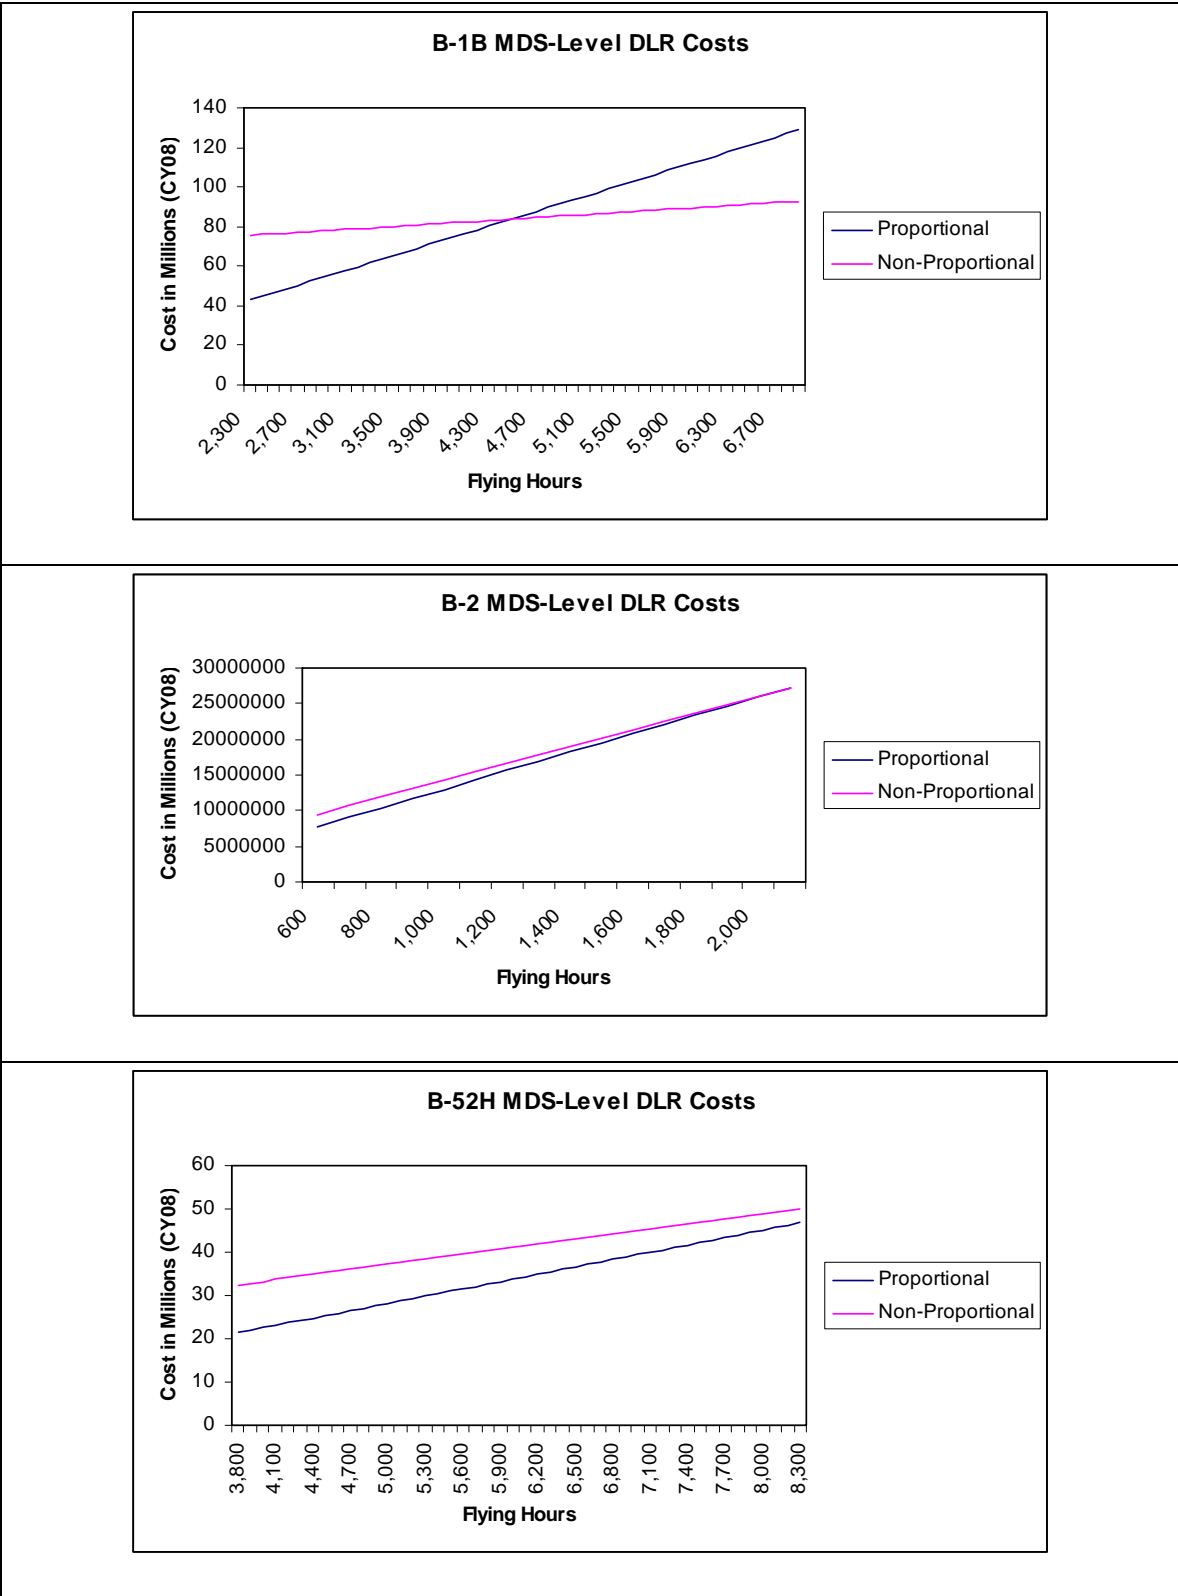 B-1B MDS-Level DLR Costs
Cost in Millions (CY08)
140
120
100
80
60
40
20
0
2,300 2,700 3,100 3,500 3,900 4,300 4,700 5,100 5,500 5,900 6,300 6,700
Flying Hours
Proportional
Non-Proportional
B-2 MDS-Level DLR Costs
Cost in Millions (CY08)
30000000
25000000
20000000
15000000
10000000
5000000
0
600 800 1,000 1,200 1,400 1,600 1,800 2,000
Flying Hours
Proportional
Non-Proportional
B-52H MDS-Level DLR Costs
Cost in Millions (CY08)
60
50
40
30
20
10
0
3,800 4,100 4,400 4,700 5,000 5,300 5,600 5,900 6,200 6,500 6,800 7,100 7,400 7,700 8,000 8,300
Flying Hours
Proportional
Non-Proportional